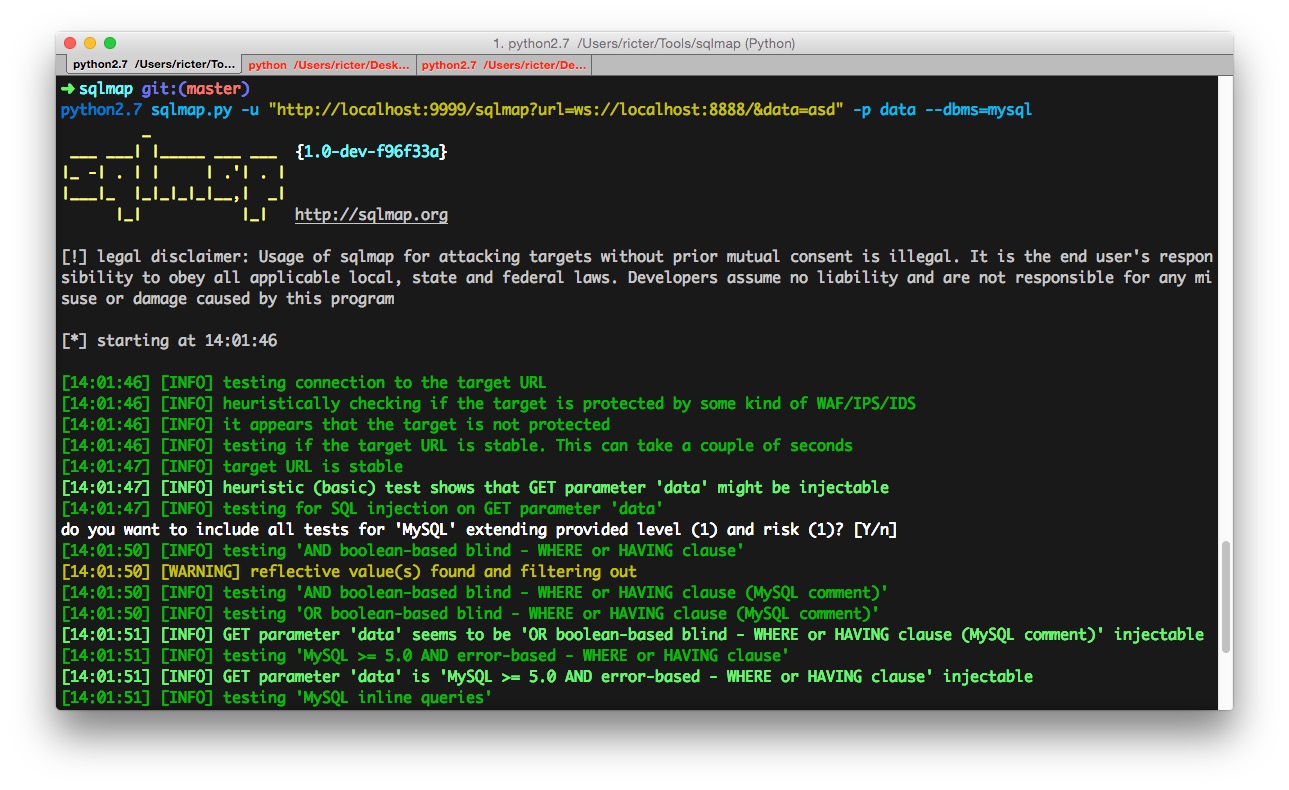 1. python2.7 /Users/ricter/Tools/sqlmap (Python)
python2.7 /Users/ricter/To... python /Users/ricter/Desk... python2.7 /Users/ricter/De...
➜ sqlmap git:(master)
python2.7 sqlmap.py -u "http://localhost:9999/sqlmap?url=ws://localhost:8888/&data=asd" -p data --dbms=mysql
{1.0-dev-f96f33a}
http://sqlmap.org
[!] legal disclaimer: Usage of sqlmap for attacking targets without prior mutual consent is illegal. It is the end user's respon
sibility to obey all applicable local, state and federal laws. Developers assume no liability and are not responsible for any mi
suse or damage caused by this program
[*] starting at 14:01:46
[14:01:46] [INFO] testing connection to the target URL
[14:01:46] [INFO] heuristically checking if the target is protected by some kind of WAF/IPS/IDS
[14:01:46] [INFO] it appears that the target is not protected
[14:01:46] [INFO] testing if the target URL is stable. This can take a couple of seconds
[14:01:47] [INFO] target URL is stable
[14:01:47] [INFO] heuristic (basic) test shows that GET parameter 'data' might be injectable
[14:01:47] [INFO] testing for SQL injection on GET parameter 'data'
do you want to include all tests for 'MySQL' extending provided level (1) and risk (1)? [Y/n]
[14:01:50] [INFO] testing 'AND boolean-based blind - WHERE or HAVING clause'
[14:01:50] [WARNING] reflective value(s) found and filtering out
[14:01:50] [INFO] testing 'AND boolean-based blind - WHERE or HAVING clause (MySQL comment)'
[14:01:50] [INFO] testing 'OR boolean-based blind - WHERE or HAVING clause (MySQL comment)'
[14:01:51] [INFO] GET parameter 'data' seems to be 'OR boolean-based blind - WHERE or HAVING clause (MySQL comment)' injectable
[14:01:51] [INFO] testing 'MySQL >= 5.0 AND error-based - WHERE or HAVING clause'
[14:01:51] [INFO] GET parameter 'data' is 'MySQL >= 5.0 AND error-based - WHERE or HAVING clause' injectable
[14:01:51] [INFO] testing 'MySQL inline queries'